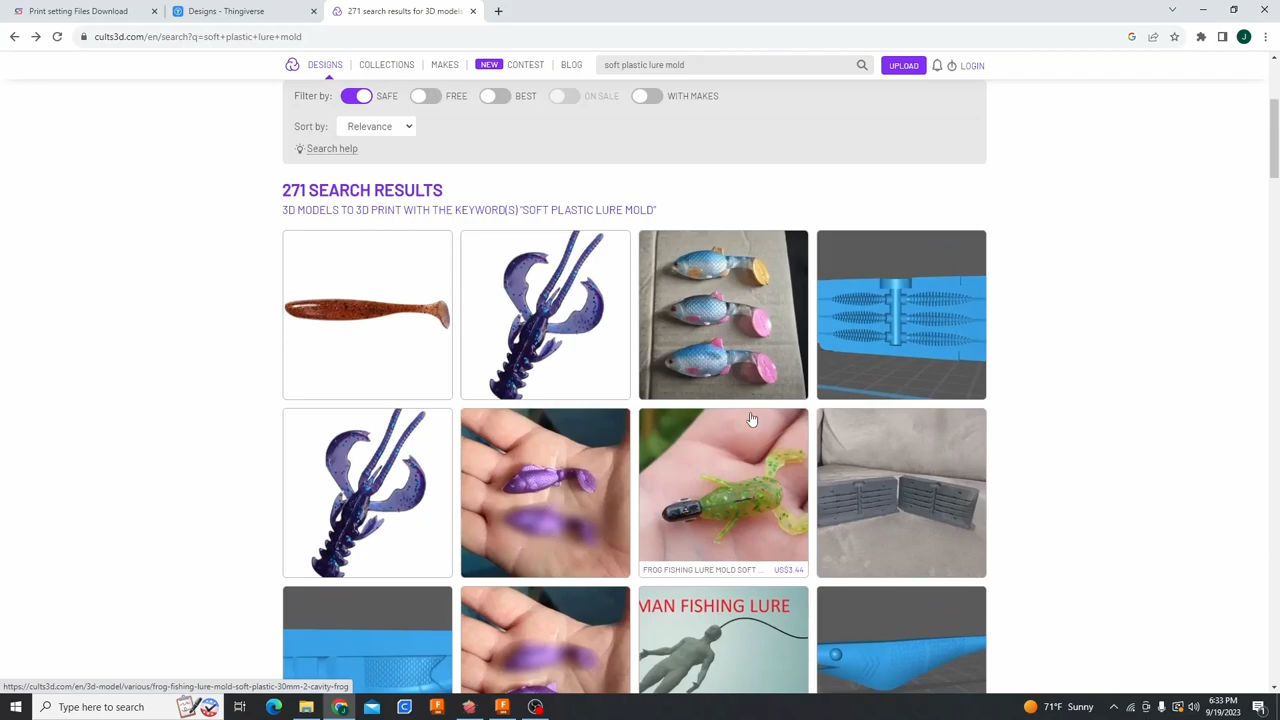 Print setting Files Download
Designs - Thingiverse
271 search results for 3D models
cults3d.com/en/search?q=soft+plastic+lure+mold
J
DESIGNS
COLLECTIONS
MAKES
NEW
CONTEST
BLOG
soft plastic lure mold
UPLOAD
LOGIN
Filter by:
SAFE
FREE
BEST
ON SALE
WITH MAKES
Sort by:
Relevance
Search help
271 SEARCH RESULTS
3D MODELS TO 3D PRINT WITH THE KEYWORD(S) "SOFT PLASTIC LURE MOLD"
FROG FISHING LURE MOLD SOFT ...
US$3.44
MAN FISHING LURE
https://cults3d.com/en/3d-model/various/frog-fishing-lure-mold-soft-plastic-30mm-2-cavity-frog
Type here to search
71°F Sunny
6:33 PM
9/19/2023